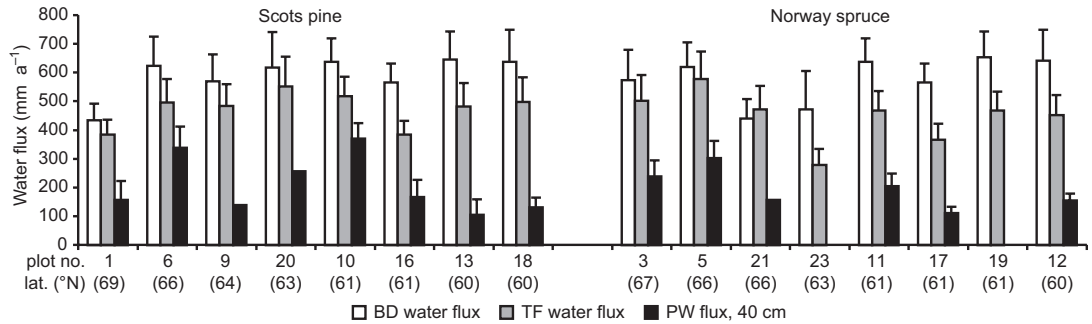 Scots pine Norway spruce
Water flux (mm a⁻¹)
800
700
600
500
400
300
200
100
0
plot no. 1 6 9 20 10 16 13 18 3 5 21 23 11 17 19 12
lat. (°N) (69) (66) (64) (63) (61) (61) (60) (60) (67) (66) (66) (63) (61) (61) (61) (60)
BD water flux TF water flux PW flux, 40 cm